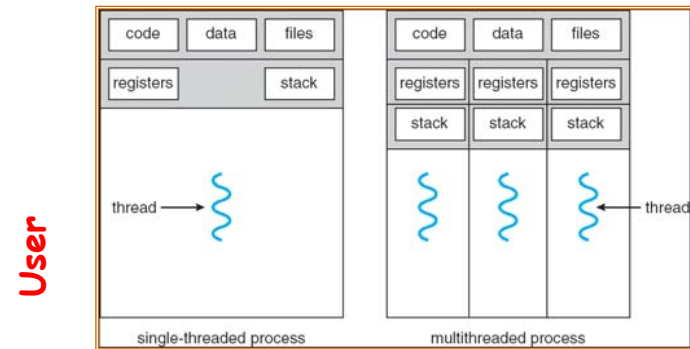 User
code data files
registers stack
thread
single-threaded process
code data files
registers registers registers
stack stack stack
thread
multithreaded process